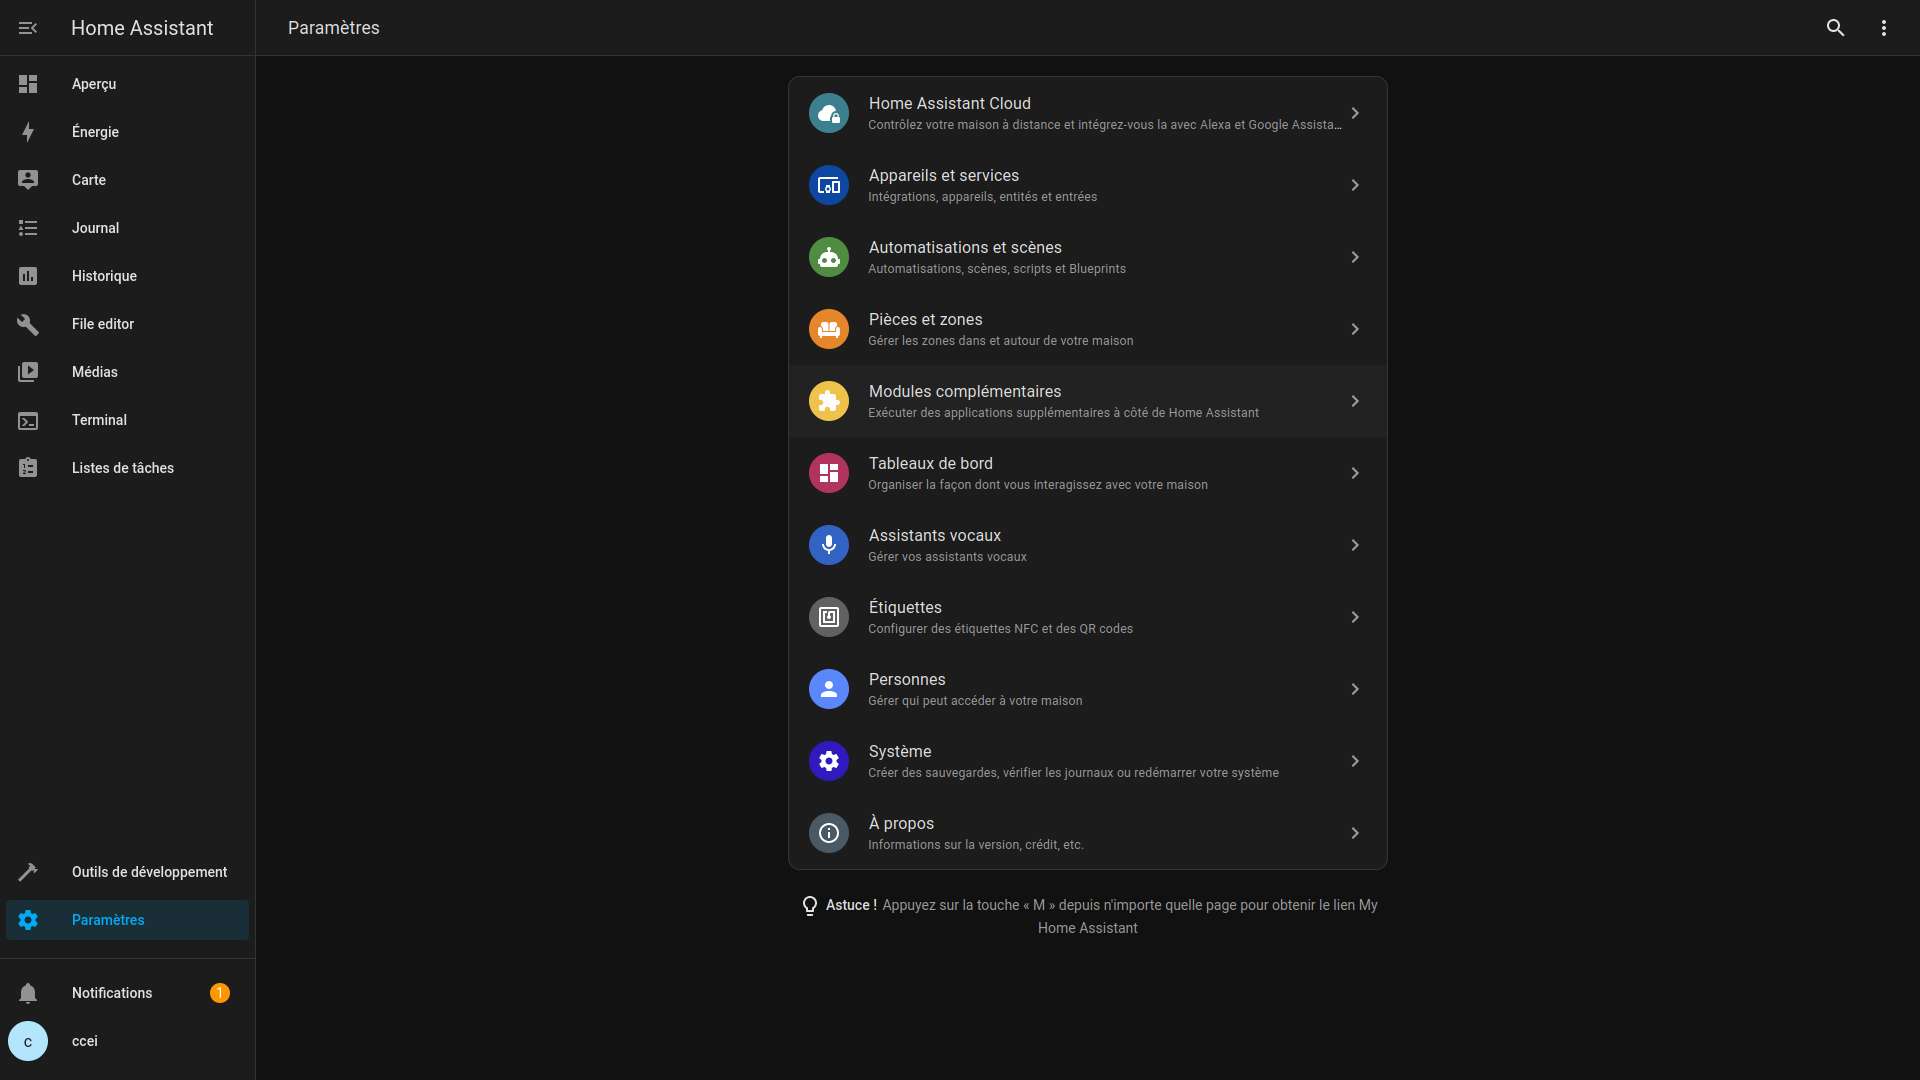 Home Assistant
Paramètres
Aperçu
Énergie
Carte
Journal
Historique
File editor
Médias
Terminal
Listes de tâches
Outils de développement
Paramètres
Notifications
1
c
ccei
Home Assistant Cloud
Contrôlez votre maison à distance et intégrez-vous la avec Alexa et Google Assista…
Appareils et services
Intégrations, appareils, entités et entrées
Automatisations et scènes
Automatisations, scènes, scripts et Blueprints
Pièces et zones
Gérer les zones dans et autour de votre maison
Modules complémentaires
Exécuter des applications supplémentaires à côté de Home Assistant
Tableaux de bord
Organiser la façon dont vous interagissez avec votre maison
Assistants vocaux
Gérer vos assistants vocaux
Étiquettes
Configurer des étiquettes NFC et des QR codes
Personnes
Gérer qui peut accéder à votre maison
Système
Créer des sauvegardes, vérifier les journaux ou redémarrer votre système
À propos
Informations sur la version, crédit, etc.
Astuce ! Appuyez sur la touche « M » depuis n'importe quelle page pour obtenir le lien My
Home Assistant